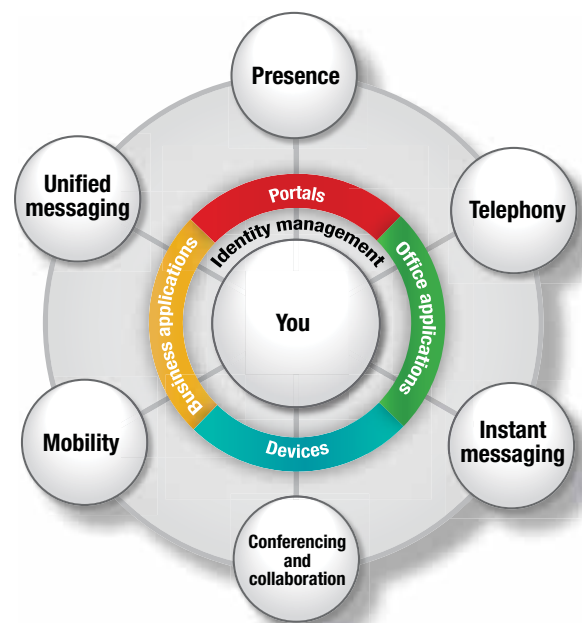 Presence
Unified
messaging
Telephony
Portals
Identity management
Business applications
Office applications
You
Mobility
Instant
messaging
Devices
Conferencing
and
collaboration